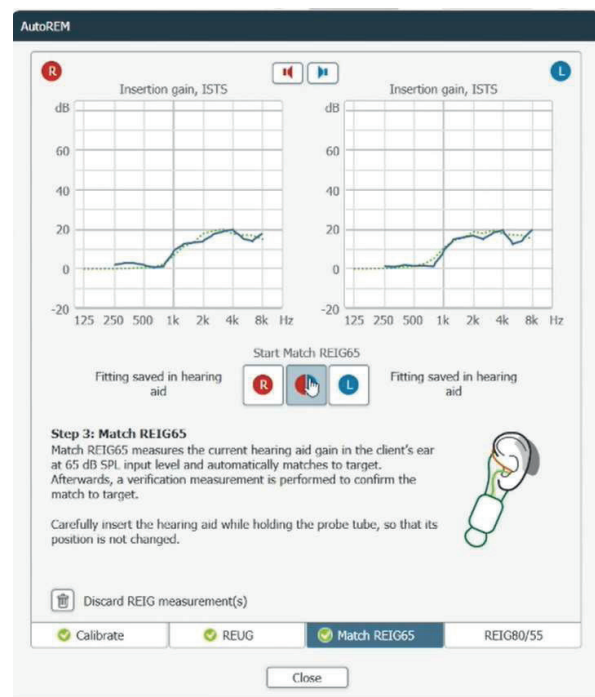 AutoREM
R
L
Insertion gain, ISTS
Insertion gain, ISTS
dB
60
40
20
0
-20
125 250 500 1k 2k 4k 8k Hz
dB
60
40
20
0
-20
125 250 500 1k 2k 4k 8k Hz
Start Match REIG65
Fitting saved in hearing
aid
R
L
Fitting saved in hearing
aid
Step 3: Match REIG65
Match REIG65 measures the current hearing aid gain in the client's ear
at 65 dB SPL input level and automatically matches to target.
Afterwards, a verification measurement is performed to confirm the
match to target.
Carefully insert the hearing aid while holding the probe tube, so that its
position is not changed.
Discard REIG measurement(s)
Calibrate
REUG
Match REIG65
REIG80/55
Close